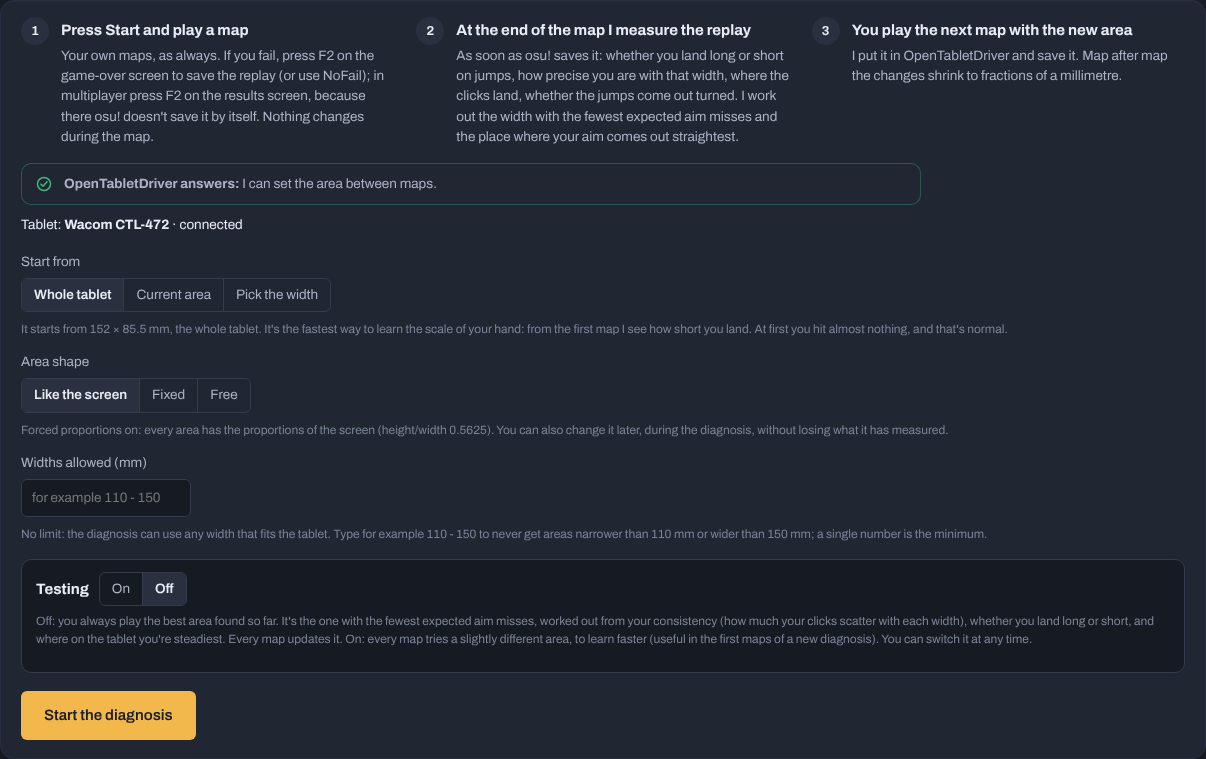 1
Press Start and play a map
Your own maps, as always. If you fail, press F2 on the
game-over screen to save the replay (or use NoFail); in
multiplayer press F2 on the results screen, because
there osu! doesn't save it by itself. Nothing changes
during the map.
2
At the end of the map I measure the replay
As soon as osu! saves it: whether you land long or short
on jumps, how precise you are with that width, where the
clicks land, whether the jumps come out turned. I work
out the width with the fewest expected aim misses and
the place where your aim comes out straightest.
3
You play the next map with the new area
I put it in OpenTabletDriver and save it. Map after map
the changes shrink to fractions of a millimetre.
OpenTabletDriver answers: I can set the area between maps.
Tablet: Wacom CTL-472 · connected
Start from
Whole tablet Current area Pick the width
It starts from 152 × 85.5 mm, the whole tablet. It's the fastest way to learn the scale of your hand: from the first map I see how short you land. At first you hit almost nothing, and that's normal.
Area shape
Like the screen Fixed Free
Forced proportions on: every area has the proportions of the screen (height/width 0.5625). You can also change it later, during the diagnosis, without losing what it has measured.
Widths allowed (mm)
for example 110 - 150
No limit: the diagnosis can use any width that fits the tablet. Type for example 110 - 150 to never get areas narrower than 110 mm or wider than 150 mm; a single number is the minimum.
Testing On Off
Off: you always play the best area found so far. It's the one with the fewest expected aim misses, worked out from your consistency (how much your clicks scatter with each width), whether you land long or short, and
where on the tablet you're steadiest. Every map updates it. On: every map tries a slightly different area, to learn faster (useful in the first maps of a new diagnosis). You can switch it at any time.
Start the diagnosis